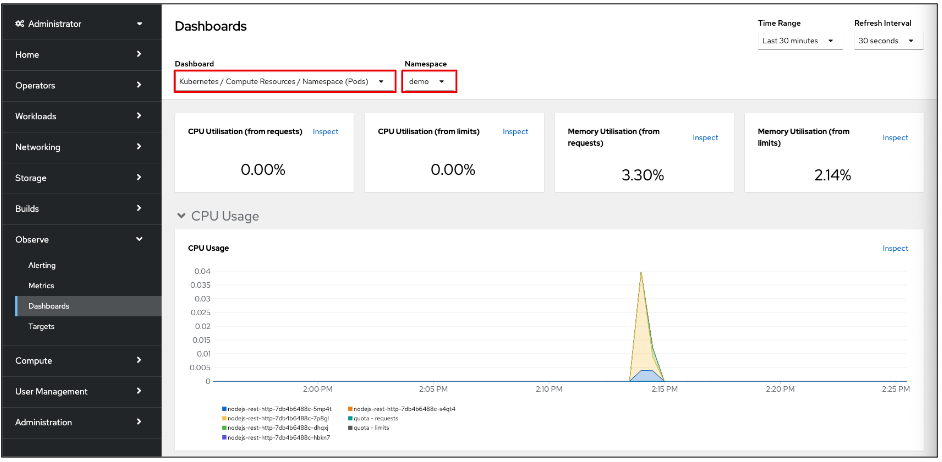 Administrator
Home
Operators
Workloads
Networking
Storage
Builds
Observe
Alerting
Metrics
Dashboards
Targets
Compute
User Management
Administration
Dashboards
Time Range
Refresh Interval
Last 30 minutes
30 seconds
Dashboard
Namespace
Kubernetes / Compute Resources / Namespace (Pods)
demo
CPU Utilisation (from requests)
Inspect
0.00%
CPU Utilisation (from limits)
Inspect
0.00%
Memory Utilisation (from
requests)
Inspect
3.30%
Memory Utilisation (from
limits)
Inspect
2.14%
CPU Usage
CPU Usage
Inspect
0.04
0.035
0.03
0.025
0.02
0.015
0.01
0.005
0
2:00 PM
2:05 PM
2:10 PM
2:15 PM
2:20 PM
2:25 PM
nodejs-rest-http-7db4b6488c-5mp4t
nodejs-rest-http-7db4b6488c-7p8gl
nodejs-rest-http-7db4b6488c-dhqxj
nodejs-rest-http-7db4b6488c-hbkn7
nodejs-rest-http-7db4b6488c-s4qt4
quota - requests
quota - limits